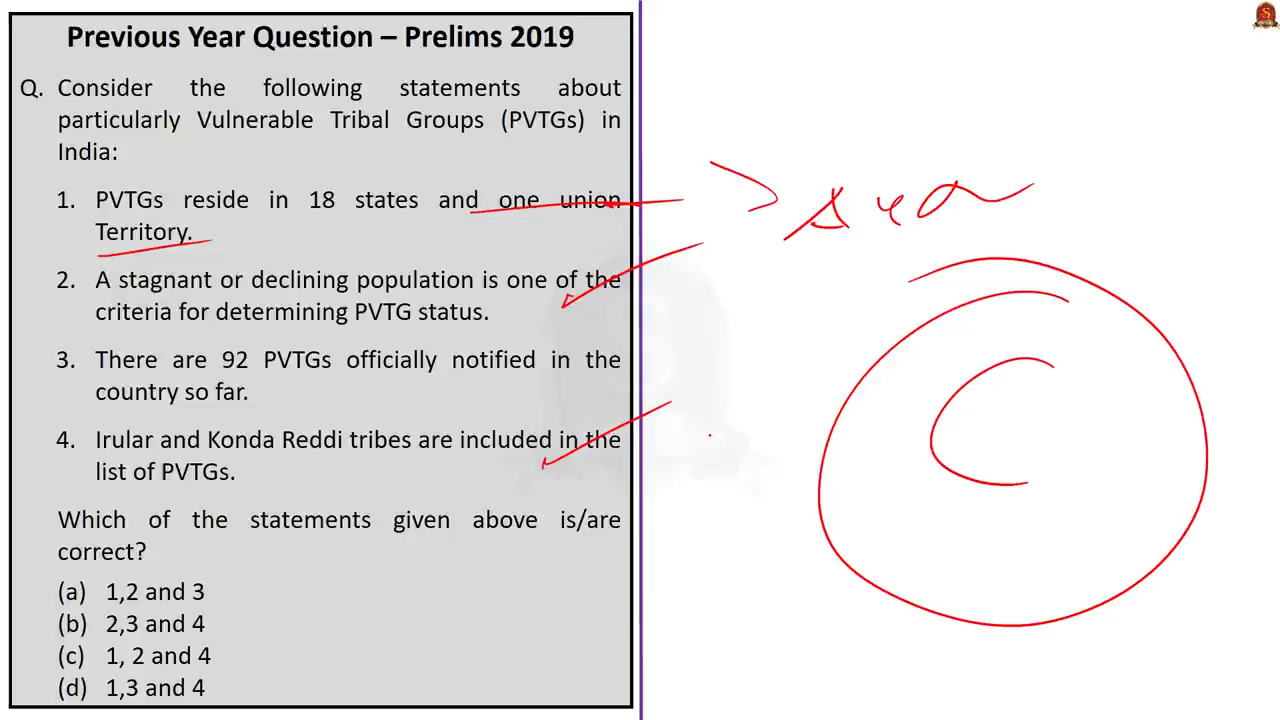 Previous Year Question – Prelims 2019
Q. Consider the following statements about
particularly Vulnerable Tribal Groups (PVTGs) in
India:
1. PVTGs reside in 18 states and one union
Territory.
2. A stagnant or declining population is one of the
criteria for determining PVTG status.
3. There are 92 PVTGs officially notified in the
country so far.
4. Irular and Konda Reddi tribes are included in the
list of PVTGs.
Which of the statements given above is/are
correct?
(a) 1,2 and 3
(b) 2,3 and 4
(c) 1, 2 and 4
(d) 1,3 and 4
C